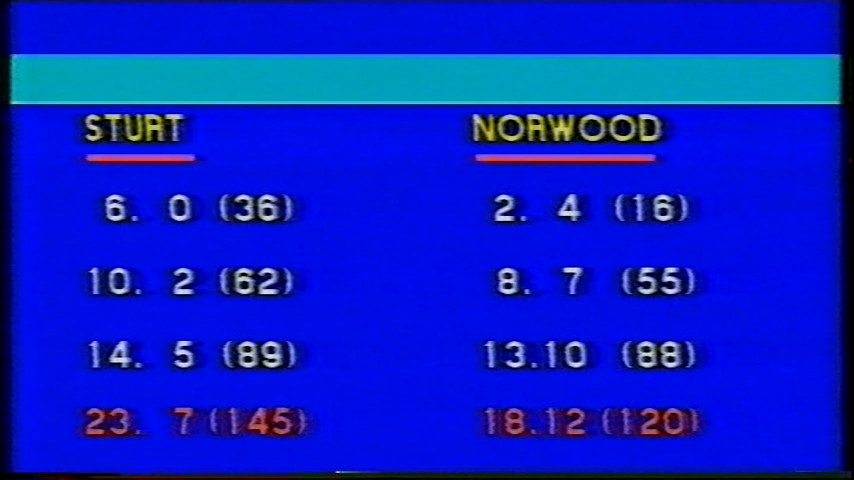 STURT NORWOOD
6. 0 (36) 2. 4 (16)
10. 2 (62) 8. 7 (55)
14. 5 (89) 13.10 (88)
23. 7 (145) 18.12 (120)